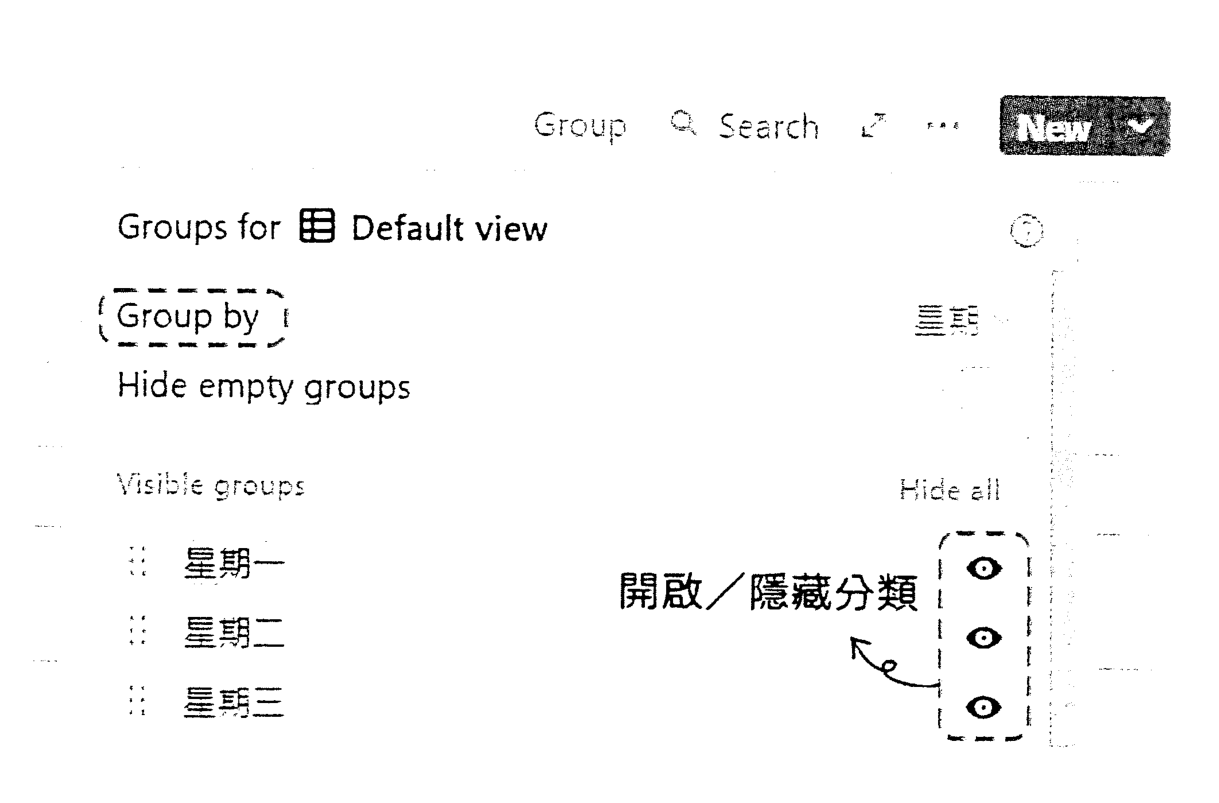 Group Search ... New
Groups for Default view
Group by 星期
Hide empty groups
Visible groups Hide all
星期一
開啟／隱藏分類
星期二
星期三